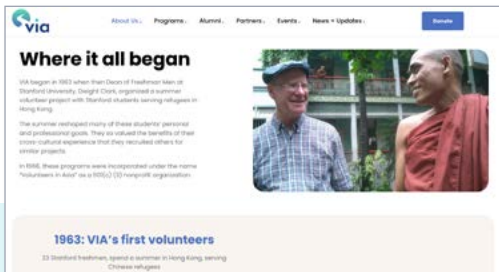 via
About Us Programs Alumni Partners Events News + Updates Donate
Where it all began
VIA began in 1963 when then Dean of Freshman Men at
Stanford University, Dwight Clark, organized a summer
volunteer project with Stanford students serving refugees in
Hong Kong.
The summer reshaped many of these students' personal
and professional goals. They so valued the benefits of their
cross-cultural experience that they recruited others for
similar projects.
In 1966, these programs were incorporated under the name
"Volunteers in Asia" as a 501(c) (3) nonprofit organization.
1963: VIA's first volunteers
23 Stanford freshmen, spend a summer in Hong Kong, serving
Chinese refugees